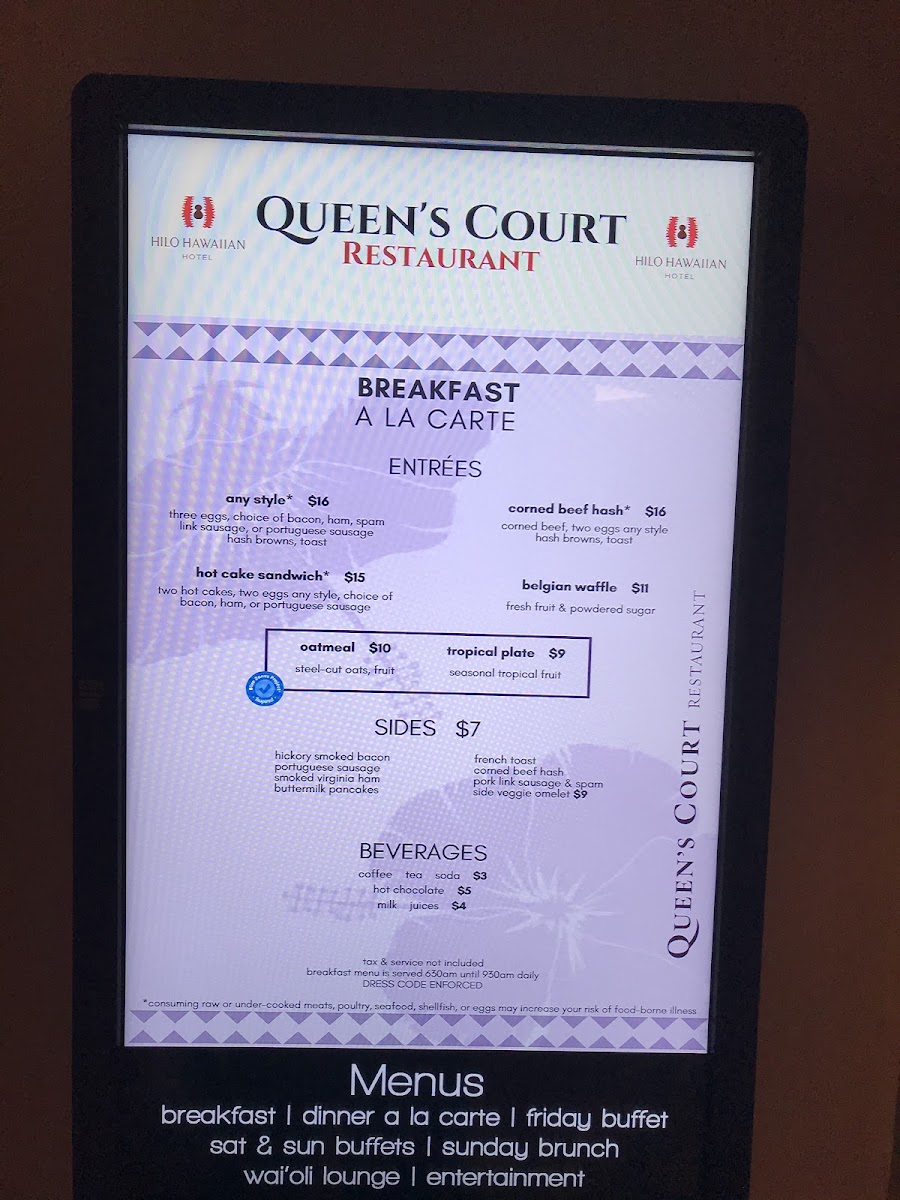 QUEEN'S COURT
RESTAURANT
HILO HAWAIIAN
HOTEL
HILO HAWAIIAN
HOTEL
BREAKFAST
A LA CARTE
ENTRÉES
any style* $16
three eggs, choice of bacon, ham, spam
link sausage, or portuguese sausage
hash browns, toast
corned beef hash* $16
corned beef, two eggs any style
hash browns, toast
hot cake sandwich* $15
two hot cakes, two eggs any style, choice of
bacon, ham, or portuguese sausage
belgian waffle $11
fresh fruit & powdered sugar
oatmeal $10
steel-cut oats, fruit
tropical plate $9
seasonal tropical fruit
Blue Zones Project
SIDES $7
hickory smoked bacon
portuguese sausage
smoked virginia ham
buttermilk pancakes
french toast
corned beef hash
pork link sausage & spam
side veggie omelet $9
BEVERAGES
coffee tea soda $3
hot chocolate $5
milk juices $4
QUEEN'S COURT RESTAURANT
tax & service not included
breakfast menu is served 630am until 930am daily
DRESS CODE ENFORCED
*consuming raw or under-cooked meats, poultry, seafood, shellfish, or eggs may increase your risk of food-borne illness
Menus
breakfast | dinner a la carte | friday buffet
sat & sun buffets | sunday brunch
wai'oli lounge | entertainment